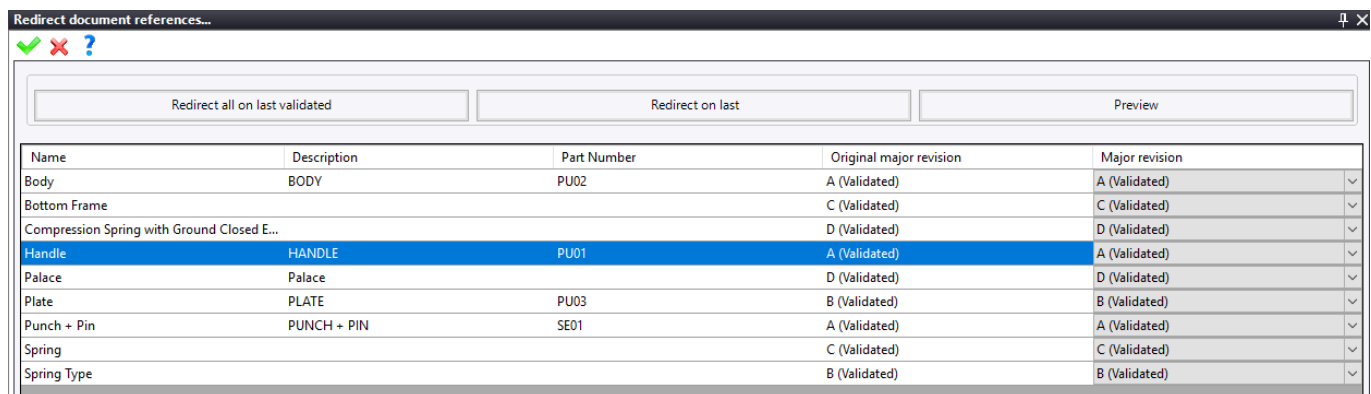 Redirect document references...
?
Redirect all on last validated Redirect on last Preview
Name Description Part Number Original major revision Major revision
Body BODY PU02 A (Validated) A (Validated)
Bottom Frame C (Validated) C (Validated)
Compression Spring with Ground Closed E... D (Validated) D (Validated)
Handle HANDLE PU01 A (Validated) A (Validated)
Palace Palace D (Validated) D (Validated)
Plate PLATE PU03 B (Validated) B (Validated)
Punch + Pin PUNCH + PIN SE01 A (Validated) A (Validated)
Spring C (Validated) C (Validated)
Spring Type B (Validated) B (Validated)